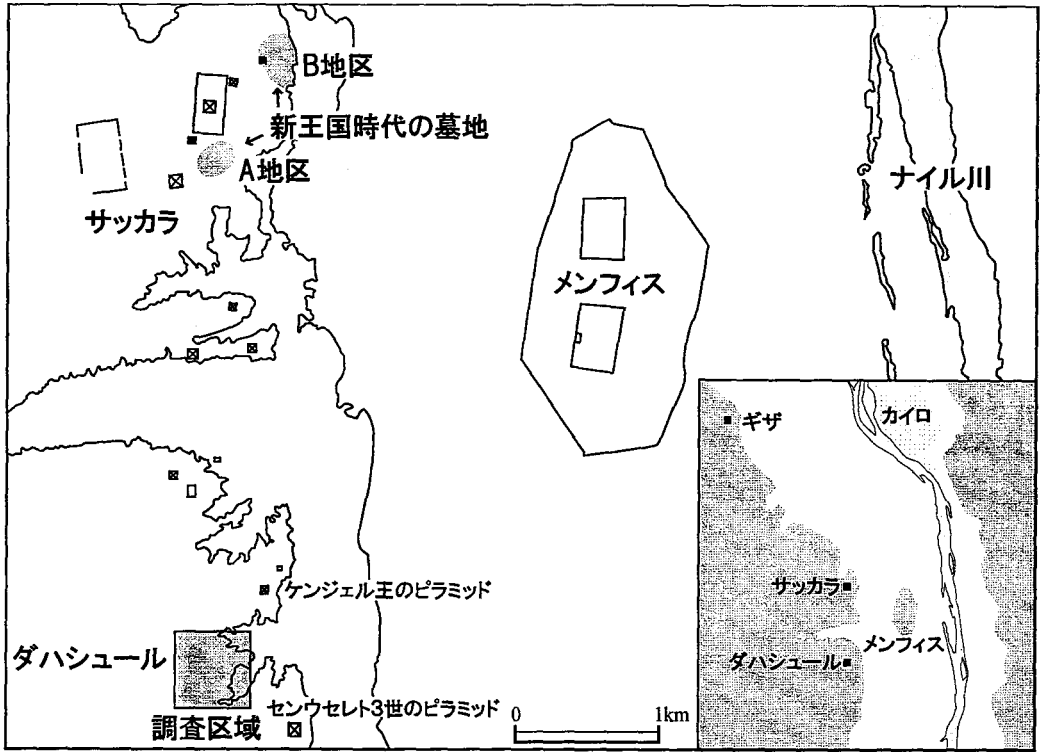 B地区
新王国時代の墓地
A地区
サッカラ
ナイル川
メンフィス
ケンジェル王のピラミッド
ダハシュール
センウセレト3世のピラミッド
調査区域
0 1km
カイロ
ギザ
サッカラ
メンフィス
ダハシュール